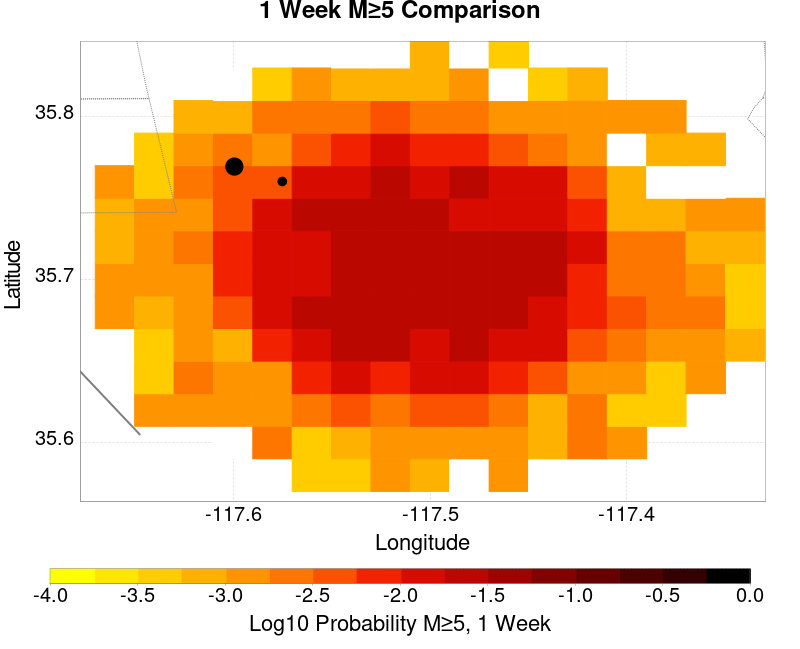 1 Week M≥5 Comparison
35.8
35.7
35.6
Latitude
-117.6 -117.5 -117.4
Longitude
-4.0 -3.5 -3.0 -2.5 -2.0 -1.5 -1.0 -0.5 0.0
Log10 Probability M≥5, 1 Week